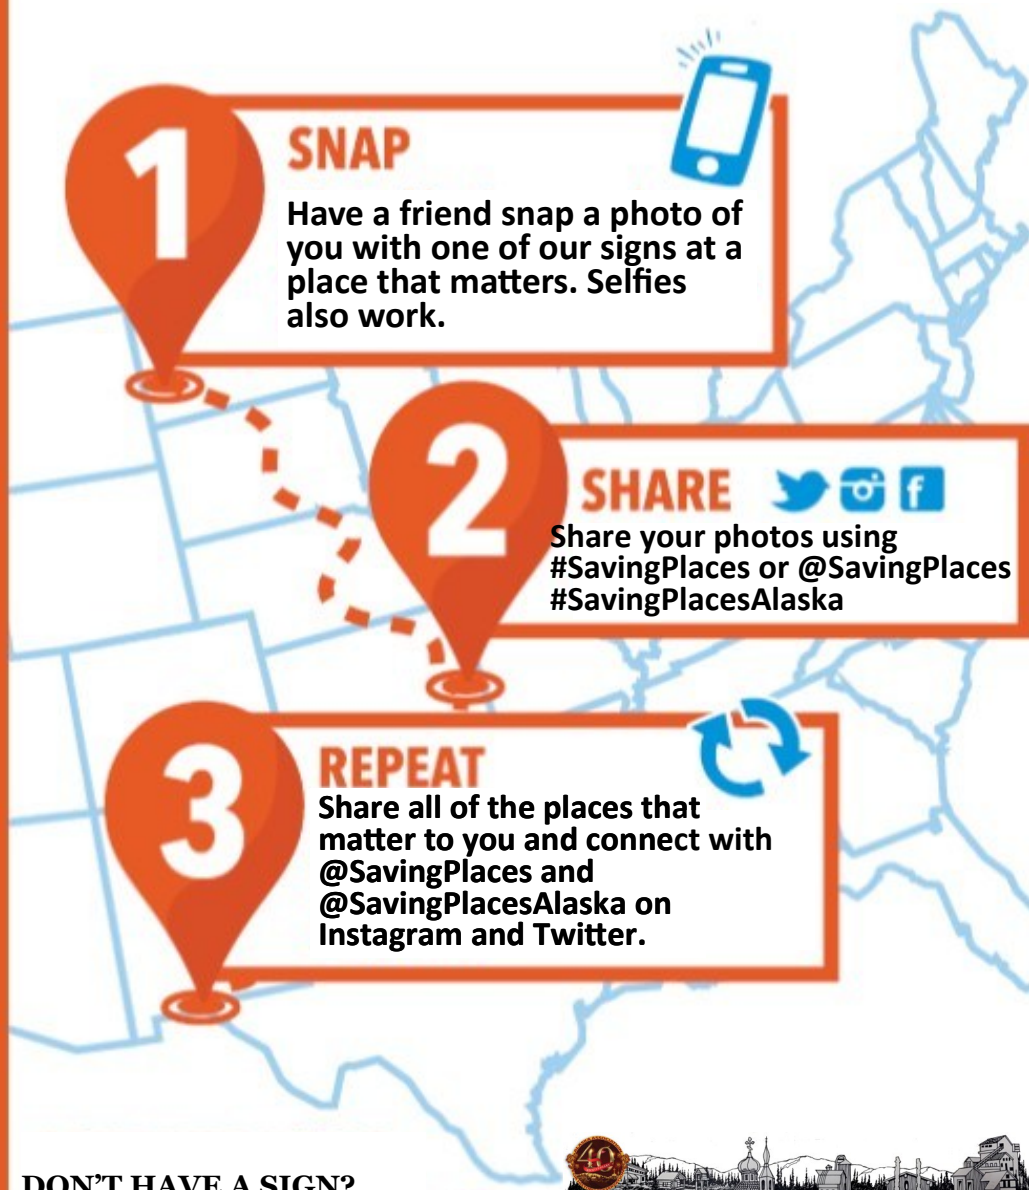 1
SNAP
Have a friend snap a photo of
you with one of our signs at a
place that matters. Selfies
also work.
2
SHARE
Share your photos using
#SavingPlaces or @SavingPlaces
#SavingPlacesAlaska
3
REPEAT
Share all of the places that
matter to you and connect with
@SavingPlaces and
@SavingPlacesAlaska on
Instagram and Twitter.
DON'T HAVE A SIGN?
40